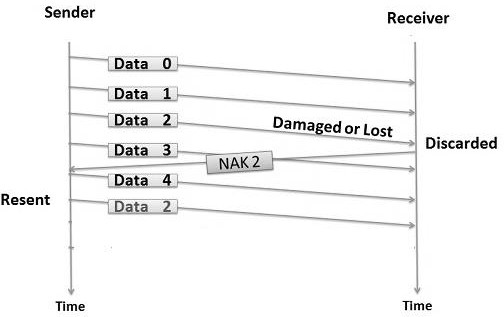 Sender
Receiver
Data 0
Data 1
Data 2
Damaged or Lost
Data 3
Discarded
NAK 2
Data 4
Resent
Data 2
Time
Time